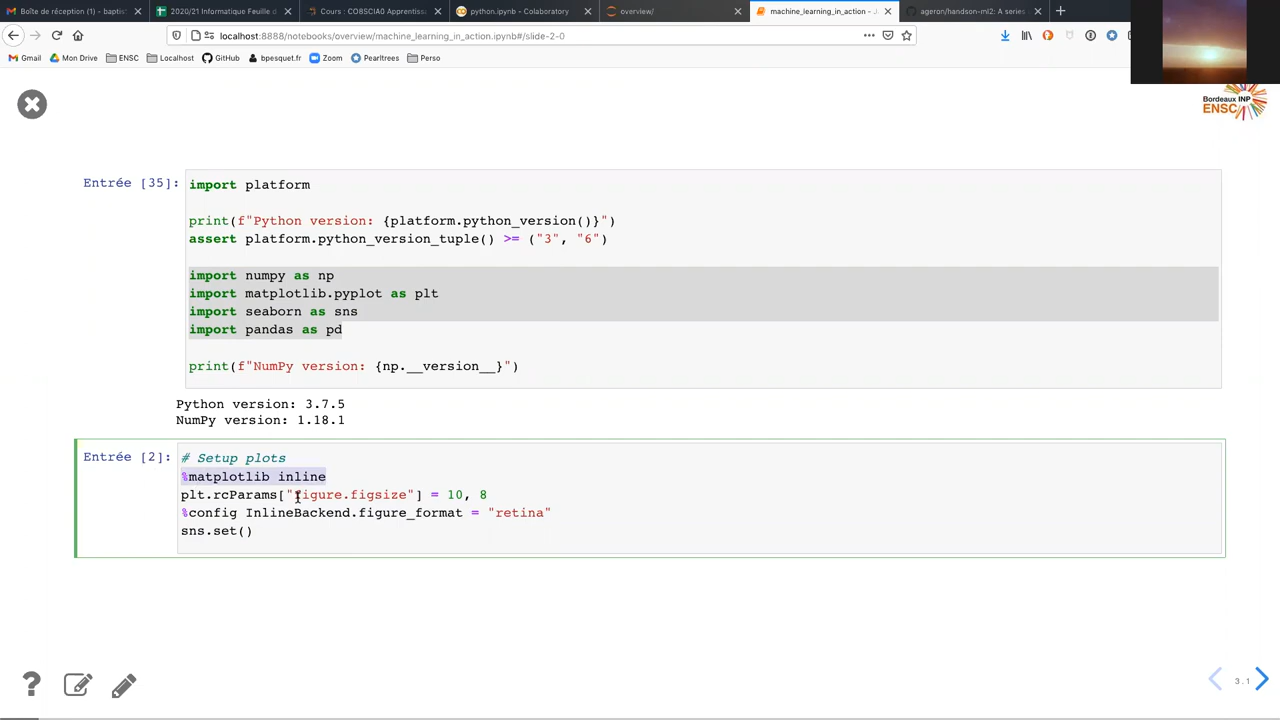 Boîte de réception (1) – baptis
2020/21 Informatique Feuille d
Cours : CO8SCIA0 Apprentiss
python.ipynb - Colaboratory
overview/
machine_learning_in_action - J
ageron/handson-ml2: A series
localhost:8888/notebooks/overview/machine_learning_in_action.ipynb#/slide-2-0
Gmail Mon Drive ENSC Localhost GitHub bpesquet.fr Zoom Pearltrees Perso
Bordeaux INP
ENSC
Entrée [35]: import platform
print(f"Python version: {platform.python_version()}")
assert platform.python_version_tuple() >= ("3", "6")
import numpy as np
import matplotlib.pyplot as plt
import seaborn as sns
import pandas as pd
print(f"NumPy version: {np.__version__}")
Python version: 3.7.5
NumPy version: 1.18.1
Entrée [2]: # Setup plots
%matplotlib inline
plt.rcParams["figure.figsize"] = 10, 8
%config InlineBackend.figure_format = "retina"
sns.set()
?
3.1